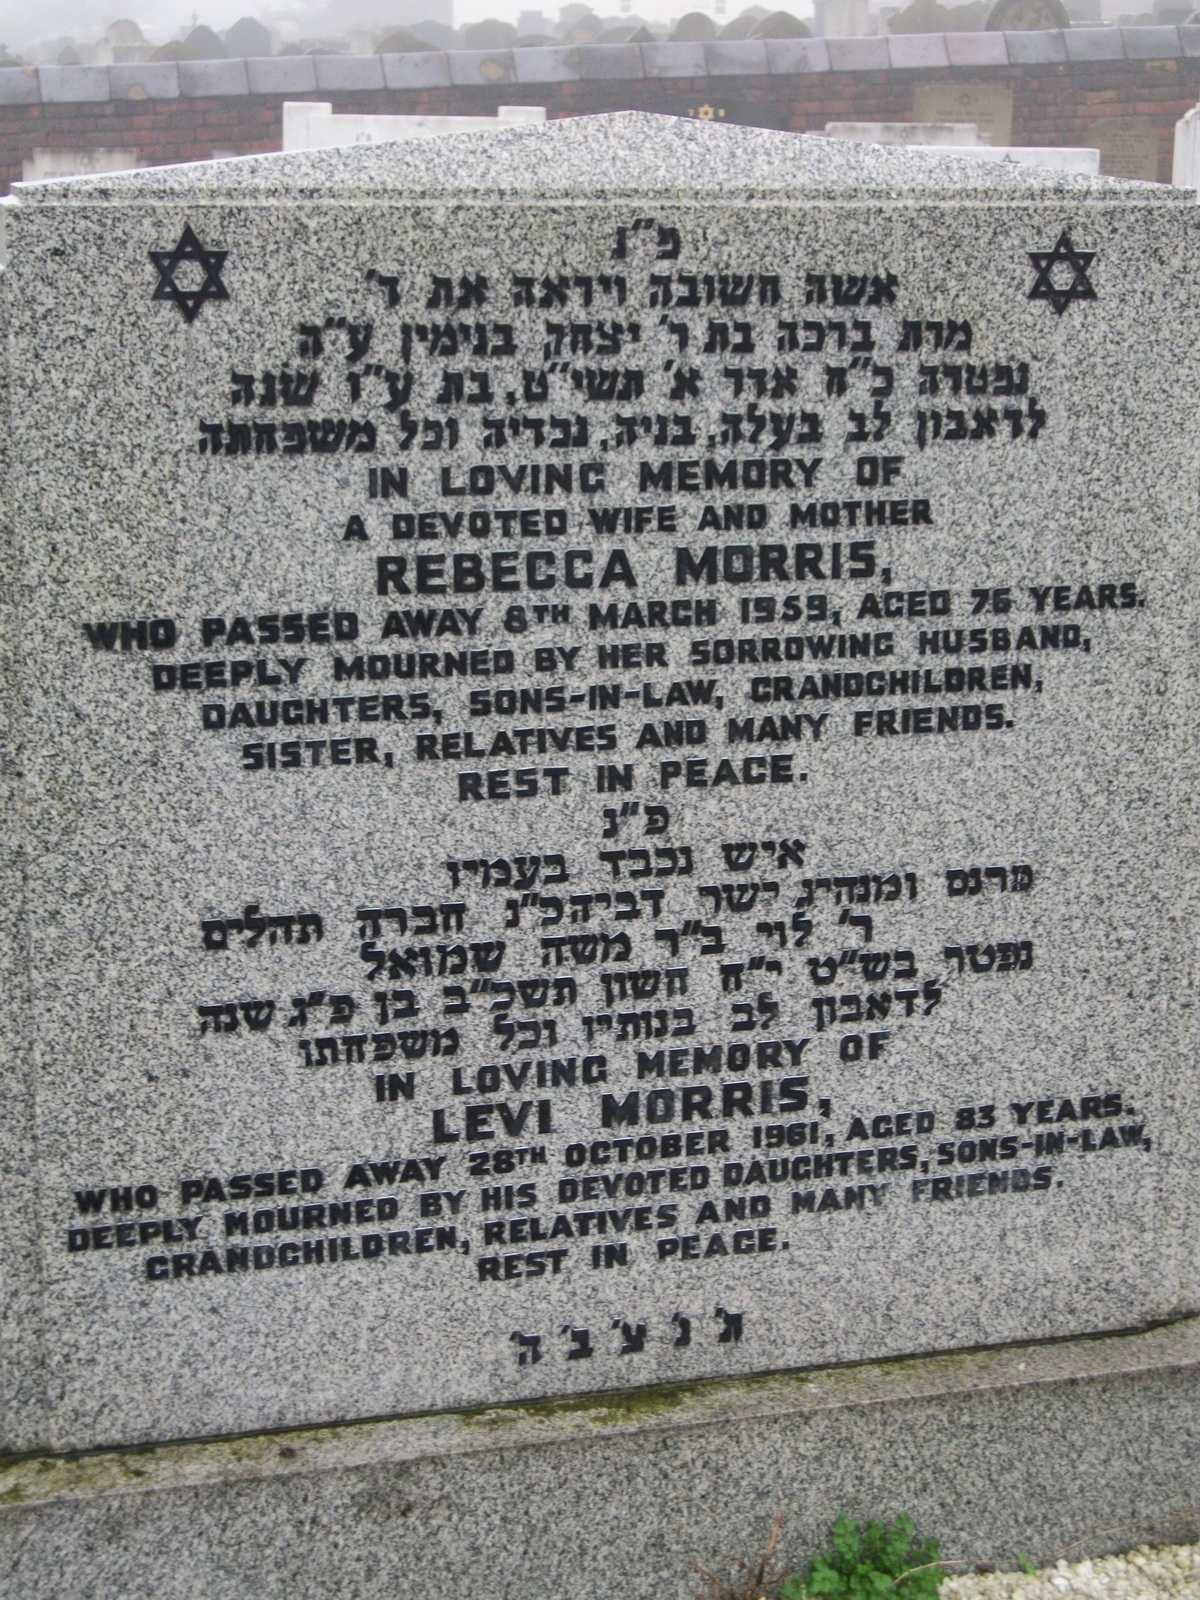 פ"נ
אשה חשובה ויראה את ד'
מרת ברכה בת ר' יצחק בנימין ע"ה
נפטרה כ"ח אדר א' תשי"ט, בת ע"ו שנה
לדאבון לב בעלה, בניה, נכדיה וכל משפחתה
IN LOVING MEMORY OF
A DEVOTED WIFE AND MOTHER
REBECCA MORRIS,
WHO PASSED AWAY 8TH MARCH 1959, AGED 76 YEARS.
DEEPLY MOURNED BY HER SORROWING HUSBAND,
DAUGHTERS, SONS-IN-LAW, GRANDCHILDREN,
SISTER, RELATIVES AND MANY FRIENDS.
REST IN PEACE.
פ"נ
איש נכבד בעמיו
פרנס ומנהיג ישר דביהכ"נ חברה תהלים
ר' לוי ב"ר משה שמואל
נפטר בש"ט י"ח חשון תשכ"ב בן פ"ג שנה
לדאבון לב בנותיו וכל משפחתו
IN LOVING MEMORY OF
LEVI MORRIS,
WHO PASSED AWAY 28TH OCTOBER 1961, AGED 83 YEARS.
DEEPLY MOURNED BY HIS DEVOTED DAUGHTERS, SONS-IN-LAW,
GRANDCHILDREN, RELATIVES AND MANY FRIENDS.
REST IN PEACE.
ת' נ' צ' ב' ה'